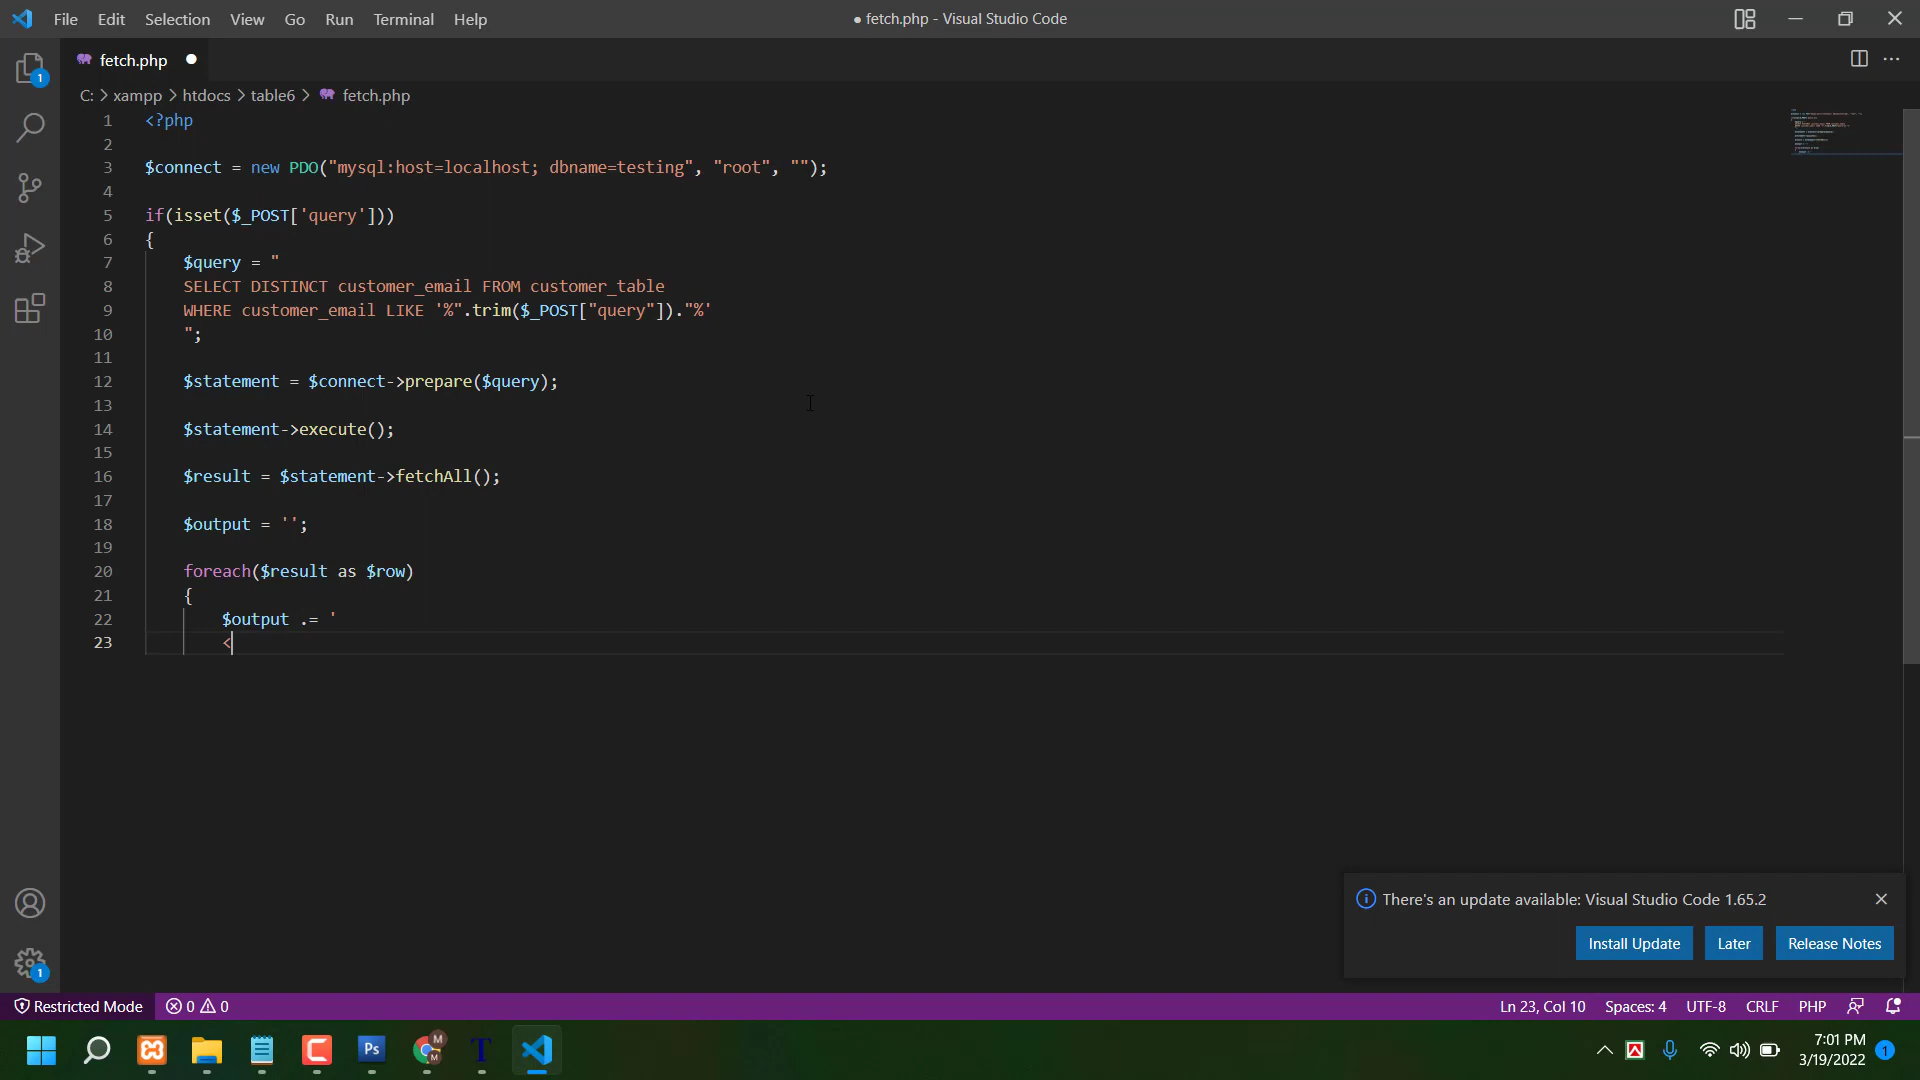 File Edit Selection View Go Run Terminal Help
● fetch.php - Visual Studio Code
fetch.php
C: > xampp > htdocs > table6 > fetch.php
1 <?php
2
3 $connect = new PDO("mysql:host=localhost; dbname=testing", "root", "");
4
5 if(isset($_POST['query']))
6 {
7 $query = "
8 SELECT DISTINCT customer_email FROM customer_table
9 WHERE customer_email LIKE '%".trim($_POST["query"])."%'
10 ";
11
12 $statement = $connect->prepare($query);
13
14 $statement->execute();
15
16 $result = $statement->fetchAll();
17
18 $output = '';
19
20 foreach($result as $row)
21 {
22 $output .= '
23 <
1
1
There's an update available: Visual Studio Code 1.65.2
Install Update Later Release Notes
Restricted Mode 0 0 Ln 23, Col 10 Spaces: 4 UTF-8 CRLF PHP
Ps M M T
7:01 PM
3/19/2022 1